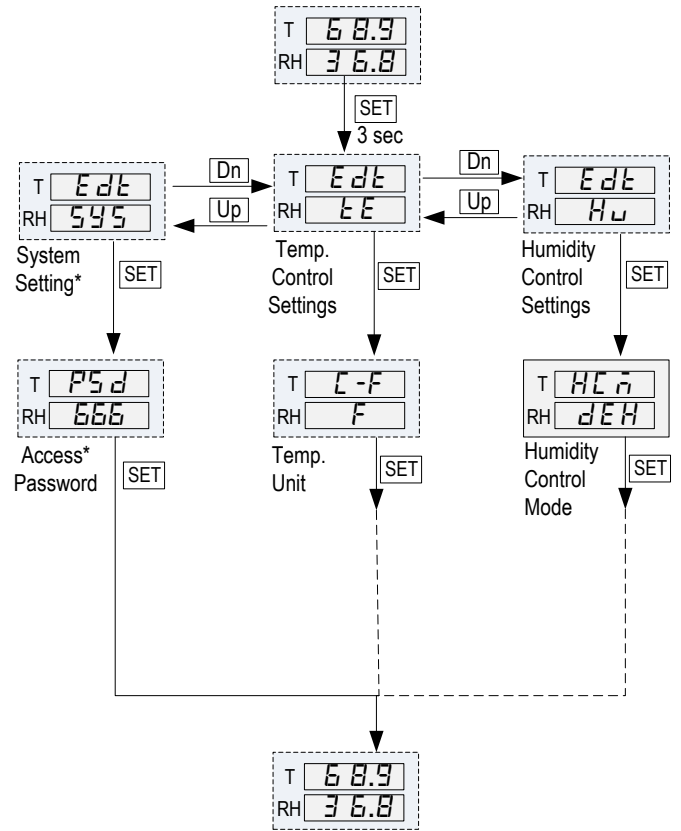 T 68.9
RH 36.8
SET
3 sec
T Edt
RH SYS
System
Setting*
Dn
Up
T Edt
RH tE
Temp.
Control
Settings
Dn
Up
T Edt
RH Hu
Humidity
Control
Settings
SET
SET
SET
T PSd
RH 666
Access*
Password
SET
T C-F
RH F
Temp.
Unit
SET
T HCm
RH dEH
Humidity
Control
Mode
SET
T 68.9
RH 36.8